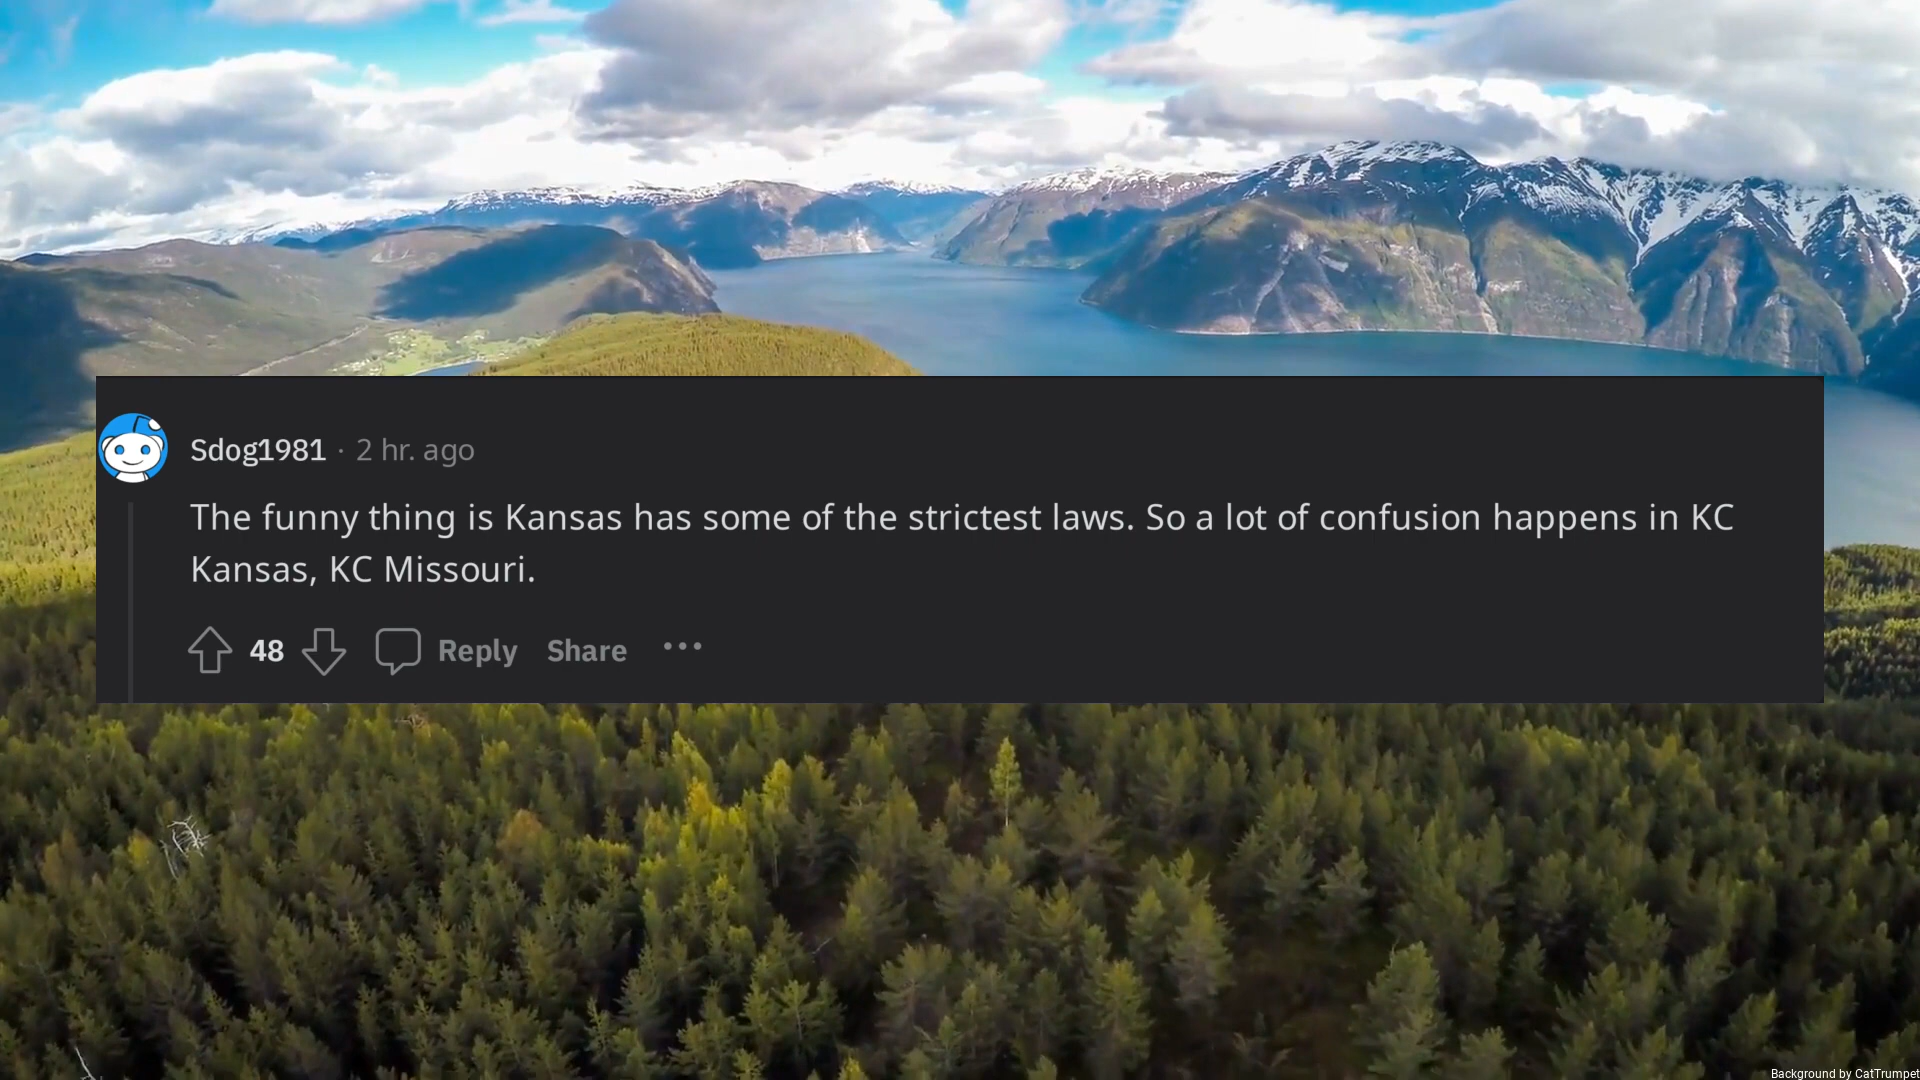 Sdog1981 · 2 hr. ago
The funny thing is Kansas has some of the strictest laws. So a lot of confusion happens in KC
Kansas, KC Missouri.
48 Reply Share ...
Background by CatTrumpet